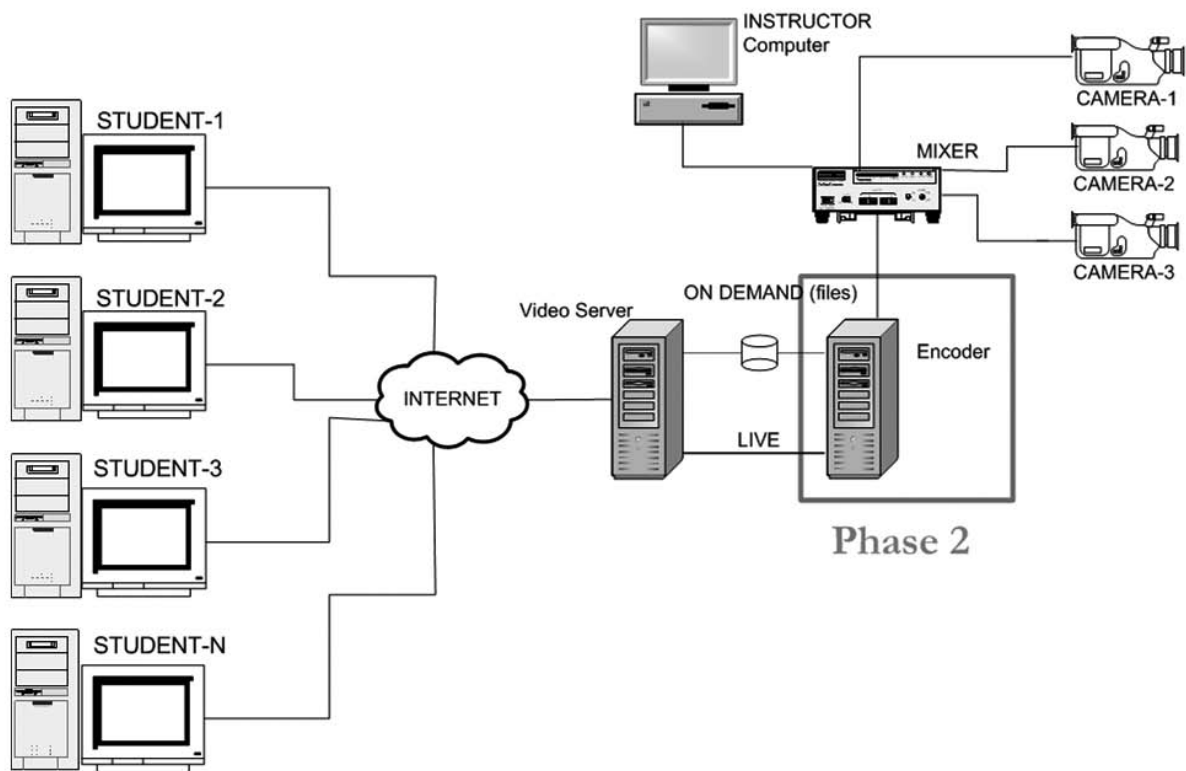 INSTRUCTOR
Computer
CAMERA-1
STUDENT-1
MIXER
CAMERA-2
CAMERA-3
STUDENT-2
ON DEMAND (files)
Video Server
Encoder
INTERNET
LIVE
STUDENT-3
Phase 2
STUDENT-N